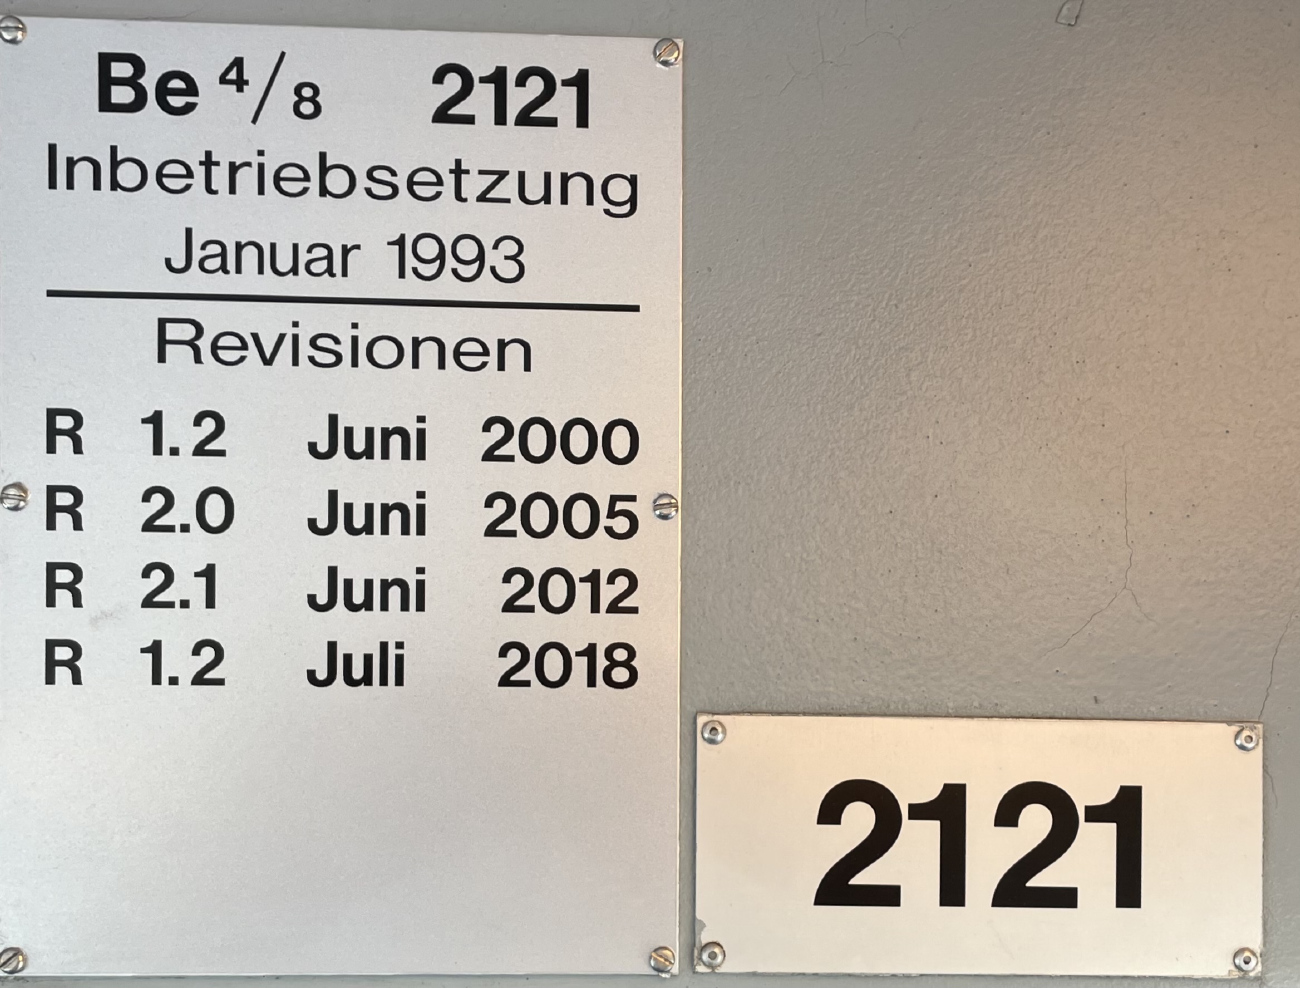 Be 4/8 2121
Inbetriebsetzung
Januar 1993
Revisionen
R 1.2 Juni 2000
R 2.0 Juni 2005
R 2.1 Juni 2012
R 1.2 Juli 2018
2121